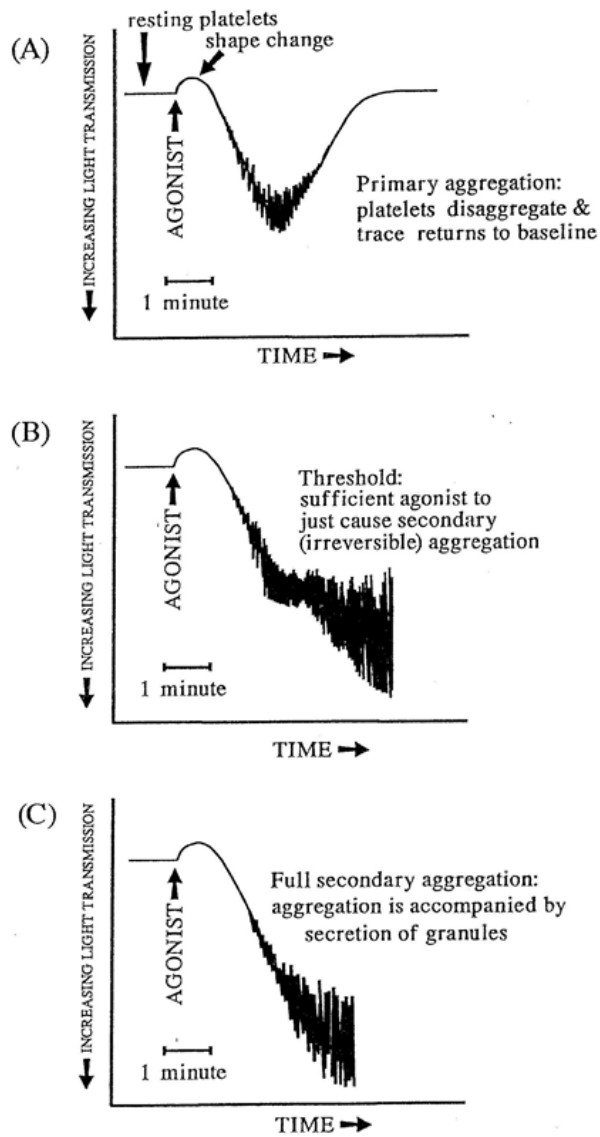 (A)
resting platelets
shape change
INCREASING LIGHT TRANSMISSION
AGONIST
Primary aggregation:
platelets disaggregate &
trace returns to baseline
1 minute
TIME
(B)
INCREASING LIGHT TRANSMISSION
AGONIST
Threshold:
sufficient agonist to
just cause secondary
(irreversible) aggregation
1 minute
TIME
(C)
INCREASING LIGHT TRANSMISSION
AGONIST
Full secondary aggregation:
aggregation is accompanied by
secretion of granules
1 minute
TIME